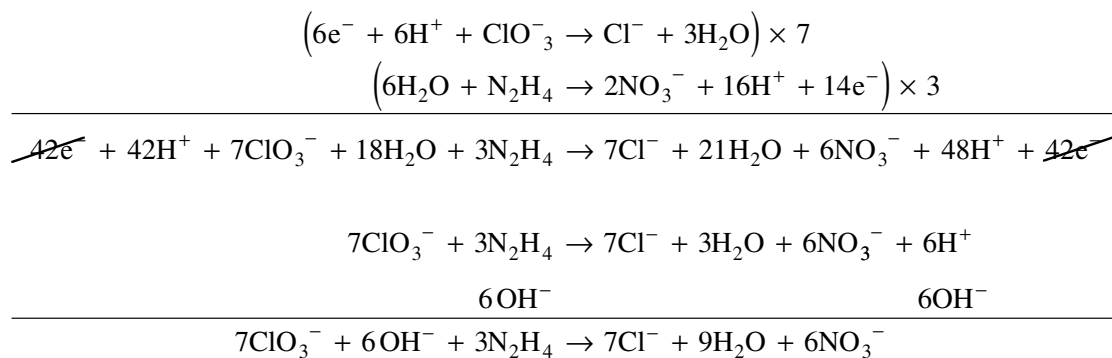 (6e⁻ + 6H⁺ + ClO⁻₃ → Cl⁻ + 3H₂O) × 7
(6H₂O + N₂H₄ → 2NO₃⁻ + 16H⁺ + 14e⁻) × 3
42e⁻ + 42H⁺ + 7ClO₃⁻ + 18H₂O + 3N₂H₄ → 7Cl⁻ + 21H₂O + 6NO₃⁻ + 48H⁺ + 42e⁻
7ClO₃⁻ + 3N₂H₄ → 7Cl⁻ + 3H₂O + 6NO₃⁻ + 6H⁺
6OH⁻ 6OH⁻
7ClO₃⁻ + 6OH⁻ + 3N₂H₄ → 7Cl⁻ + 9H₂O + 6NO₃⁻